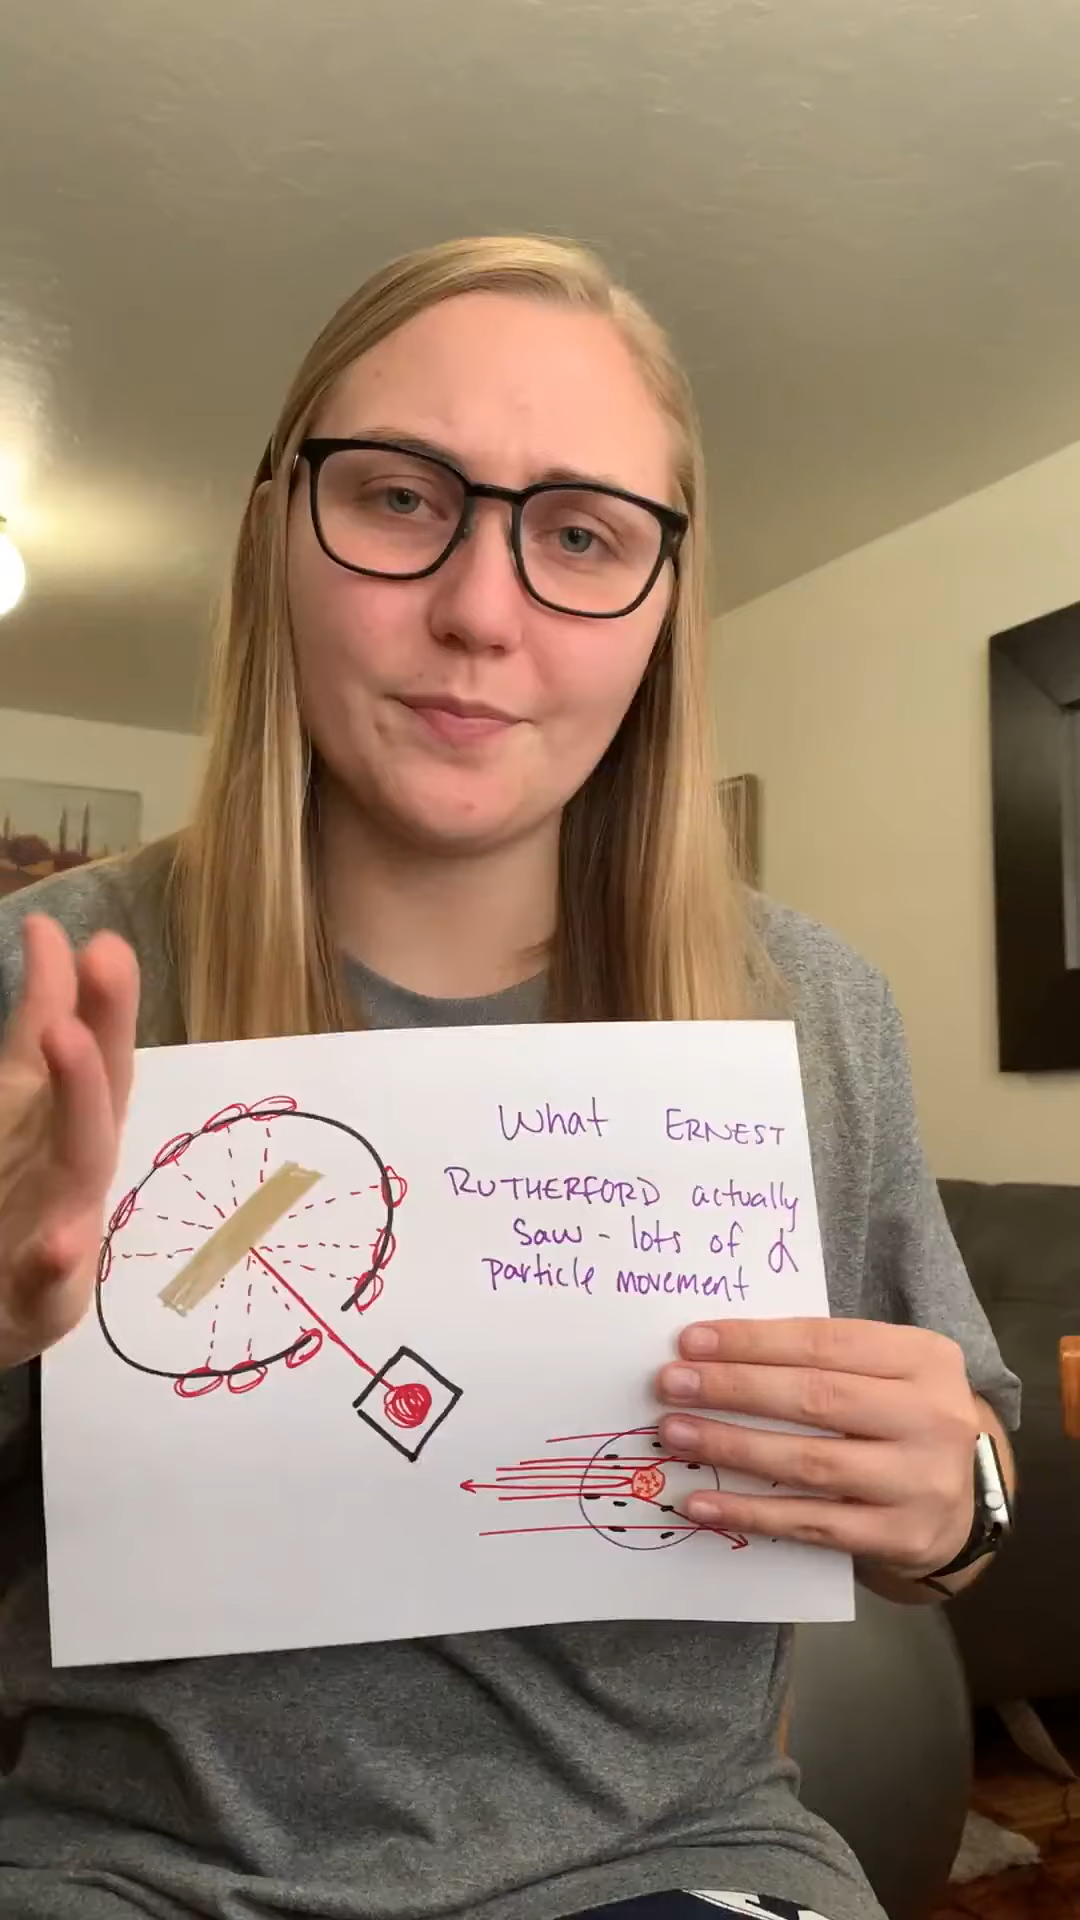 What ERNEST
RUTHERFORD actually
saw - lots of α
particle movement